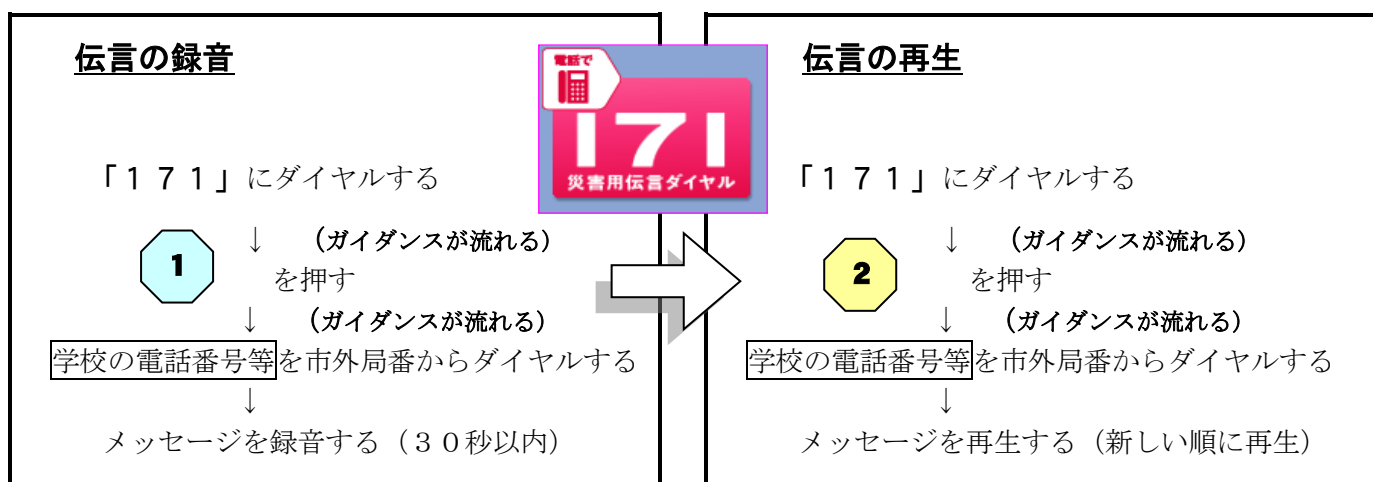 伝言の録音
「１７１」にダイヤルする
↓ （ガイダンスが流れる）
1 を押す
↓ （ガイダンスが流れる）
学校の電話番号等を市外局番からダイヤルする
↓
メッセージを録音する（３０秒以内）
電話で
171
災害用伝言ダイヤル
伝言の再生
「１７１」にダイヤルする
↓ （ガイダンスが流れる）
2 を押す
↓ （ガイダンスが流れる）
学校の電話番号等を市外局番からダイヤルする
↓
メッセージを再生する（新しい順に再生）